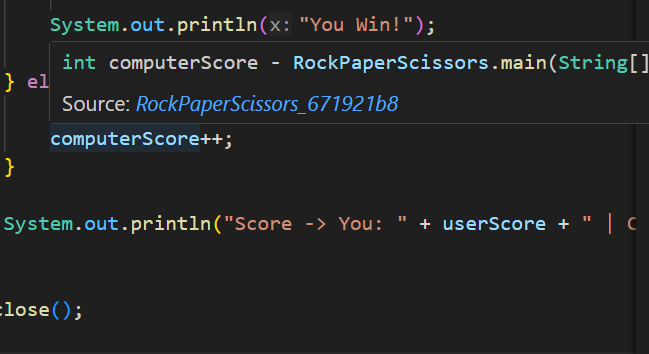 System.out.println(x: "You Win!");
int computerScore - RockPaperScissors.main(String[]
} el
Source: RockPaperScissors_671921b8
computerScore++;
}
System.out.println("Score -> You: " + userScore + " | C
close();